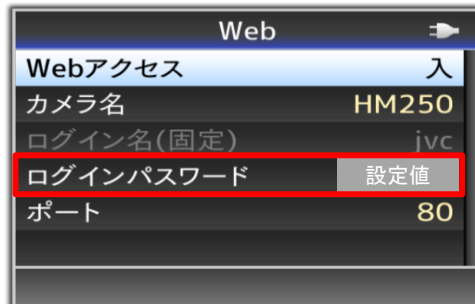 Web
Webアクセス 入
カメラ名 HM250
ログイン名(固定) jvc
ログインパスワード 設定値
ポート 80